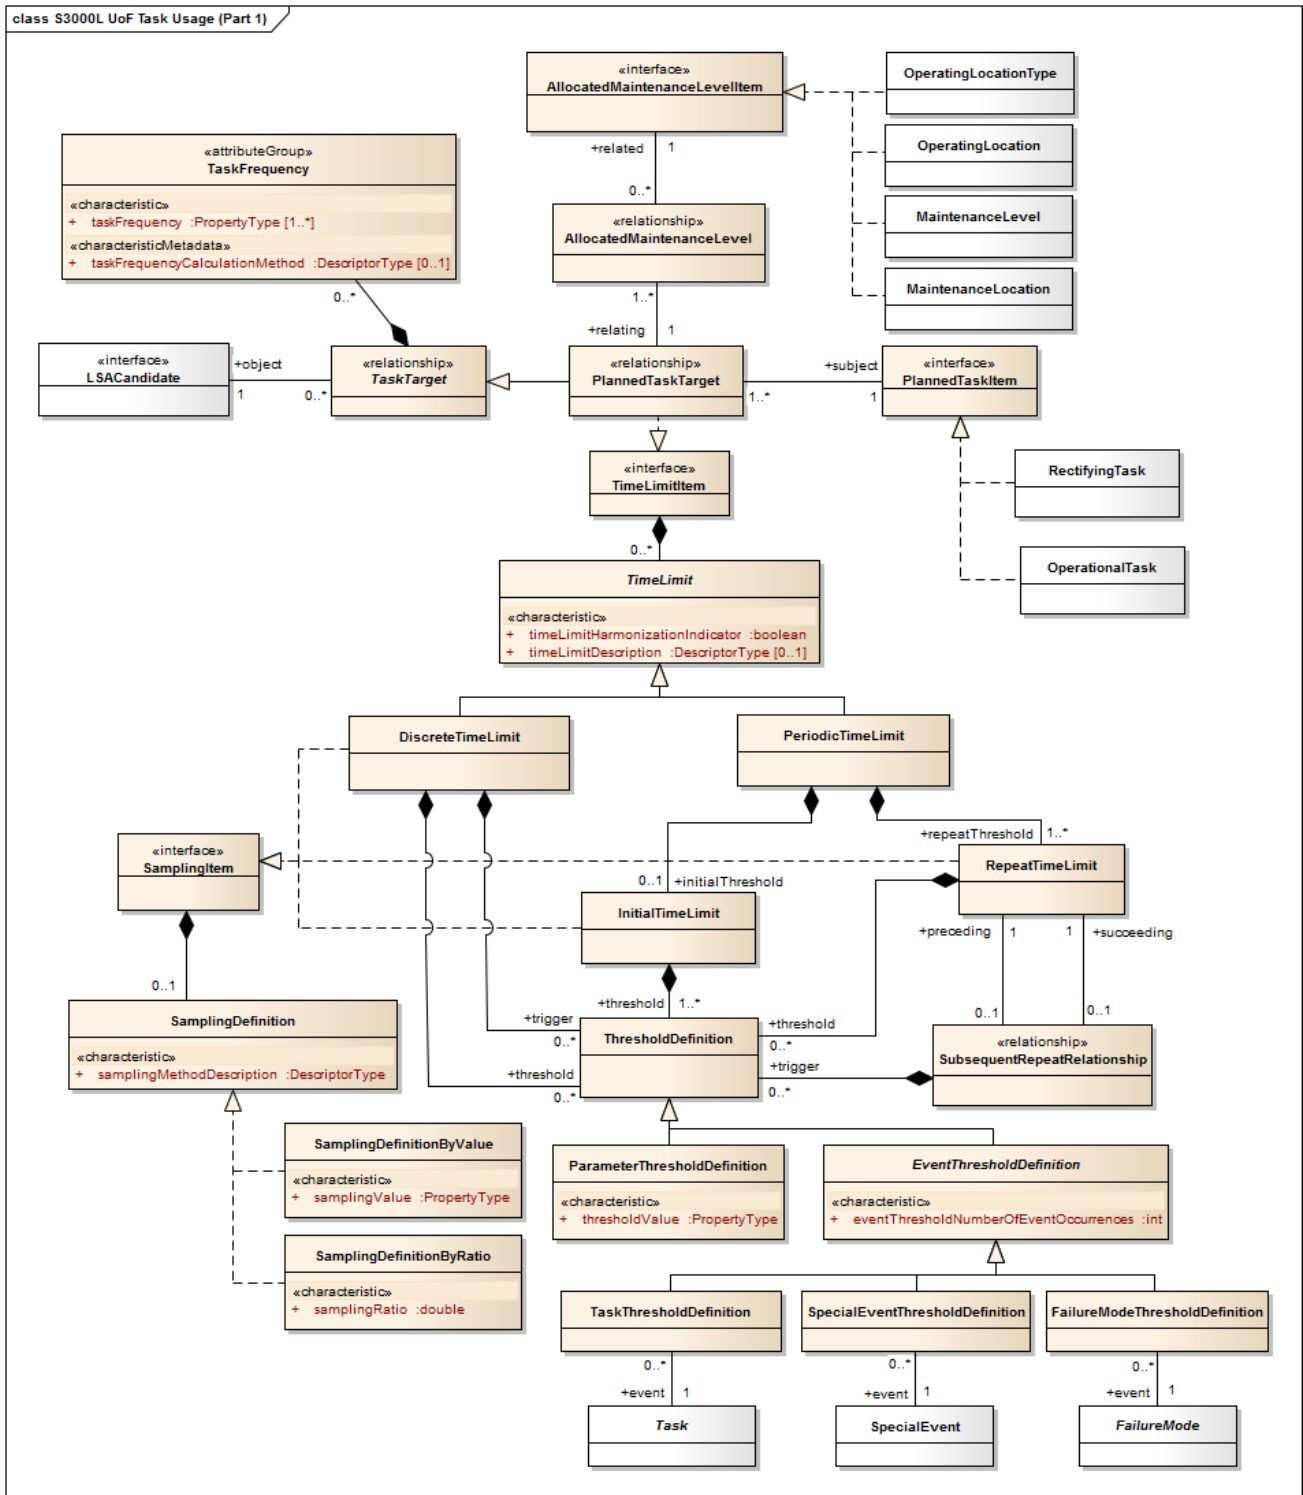 class S3000L UoF Task Usage (Part 1)
«interface»
AllocatedMaintenanceLevelItem
OperatingLocationType
OperatingLocation
MaintenanceLevel
MaintenanceLocation
+related
1
0..*
«attributeGroup»
TaskFrequency
«characteristic»
+ taskFrequency :PropertyType [1..*]
«characteristicMetadata»
+ taskFrequencyCalculationMethod :DescriptorType [0..1]
0..*
«relationship»
AllocatedMaintenanceLevel
1..*
+relating
1
«interface»
LSACandidate
+object
1
0..*
«relationship»
TaskTarget
«relationship»
PlannedTaskTarget
+subject
1..*
1
«interface»
PlannedTaskItem
RectifyingTask
OperationalTask
«interface»
TimeLimitItem
0..*
TimeLimit
«characteristic»
+ timeLimitHarmonizationIndicator :boolean
+ timeLimitDescription :DescriptorType [0..1]
DiscreteTimeLimit
PeriodicTimeLimit
+repeatThreshold
1..*
«interface»
SamplingItem
RepeatTimeLimit
0..1
+initialThreshold
InitialTimeLimit
+preceding
1
1
+succeeding
0..1
+threshold
1..*
0..1
0..1
SamplingDefinition
«characteristic»
+ samplingMethodDescription :DescriptorType
+trigger
0..*
+threshold
0..*
ThresholdDefinition
+threshold
0..*
+trigger
0..*
«relationship»
SubsequentRepeatRelationship
SamplingDefinitionByValue
«characteristic»
+ samplingValue :PropertyType
SamplingDefinitionByRatio
«characteristic»
+ samplingRatio :double
ParameterThresholdDefinition
«characteristic»
+ thresholdValue :PropertyType
EventThresholdDefinition
«characteristic»
+ eventThresholdNumberOfEventOccurrences :int
TaskThresholdDefinition
SpecialEventThresholdDefinition
FailureModeThresholdDefinition
0..*
0..*
0..*
+event
1
+event
1
+event
1
Task
SpecialEvent
FailureMode